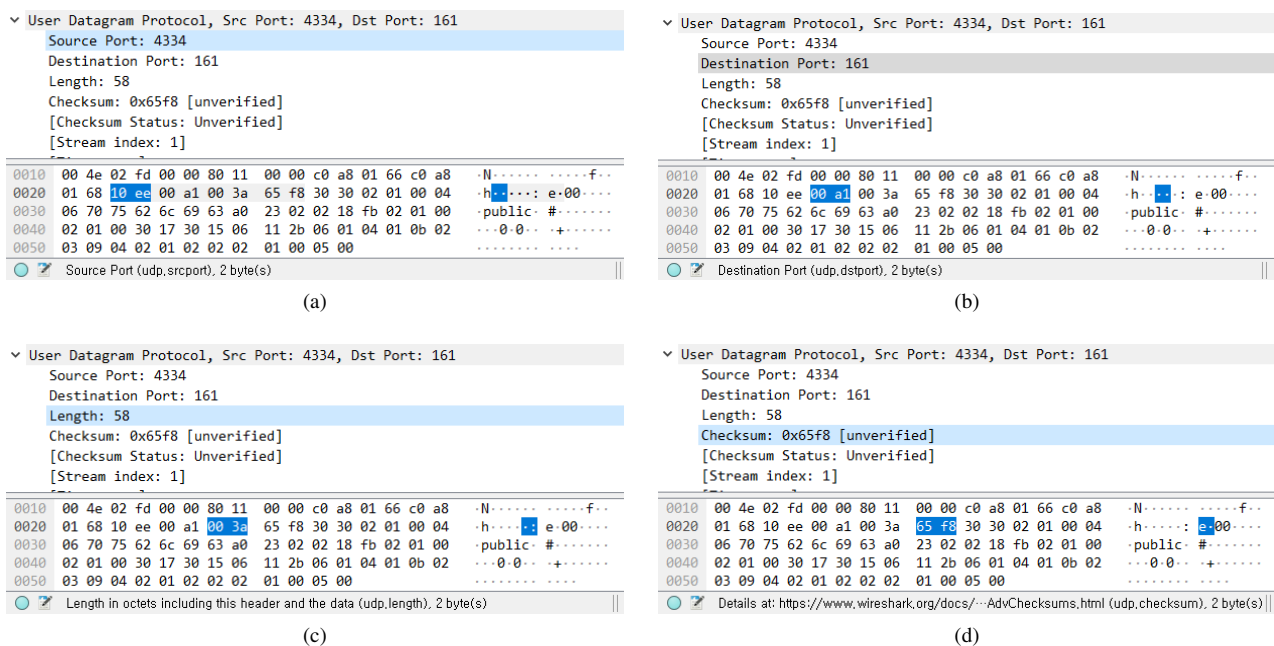 User Datagram Protocol, Src Port: 4334, Dst Port: 161
Source Port: 4334
Destination Port: 161
Length: 58
Checksum: 0x65f8 [unverified]
[Checksum Status: Unverified]
[Stream index: 1]
0010 00 4e 02 fd 00 00 80 11 00 00 c0 a8 01 66 c0 a8 ·N······ ·····f··
0020 01 68 10 ee 00 a1 00 3a 65 f8 30 30 02 01 00 04 ·h·····: e·00····
0030 06 70 75 62 6c 69 63 a0 23 02 02 18 fb 02 01 00 ·public· #·······
0040 02 01 00 30 17 30 15 06 11 2b 06 01 04 01 0b 02 ···0·0·· ·+······
0050 03 09 04 02 01 02 02 02 01 00 05 00 ········ ····
Source Port (udp.srcport), 2 byte(s)
(a)
User Datagram Protocol, Src Port: 4334, Dst Port: 161
Source Port: 4334
Destination Port: 161
Length: 58
Checksum: 0x65f8 [unverified]
[Checksum Status: Unverified]
[Stream index: 1]
0010 00 4e 02 fd 00 00 80 11 00 00 c0 a8 01 66 c0 a8 ·N······ ·····f··
0020 01 68 10 ee 00 a1 00 3a 65 f8 30 30 02 01 00 04 ·h·····: e·00····
0030 06 70 75 62 6c 69 63 a0 23 02 02 18 fb 02 01 00 ·public· #·······
0040 02 01 00 30 17 30 15 06 11 2b 06 01 04 01 0b 02 ···0·0·· ·+······
0050 03 09 04 02 01 02 02 02 01 00 05 00 ········ ····
Destination Port (udp.dstport), 2 byte(s)
(b)
User Datagram Protocol, Src Port: 4334, Dst Port: 161
Source Port: 4334
Destination Port: 161
Length: 58
Checksum: 0x65f8 [unverified]
[Checksum Status: Unverified]
[Stream index: 1]
0010 00 4e 02 fd 00 00 80 11 00 00 c0 a8 01 66 c0 a8 ·N······ ·····f··
0020 01 68 10 ee 00 a1 00 3a 65 f8 30 30 02 01 00 04 ·h·····: e·00····
0030 06 70 75 62 6c 69 63 a0 23 02 02 18 fb 02 01 00 ·public· #·······
0040 02 01 00 30 17 30 15 06 11 2b 06 01 04 01 0b 02 ···0·0·· ·+······
0050 03 09 04 02 01 02 02 02 01 00 05 00 ········ ····
Length in octets including this header and the data (udp.length), 2 byte(s)
(c)
User Datagram Protocol, Src Port: 4334, Dst Port: 161
Source Port: 4334
Destination Port: 161
Length: 58
Checksum: 0x65f8 [unverified]
[Checksum Status: Unverified]
[Stream index: 1]
0010 00 4e 02 fd 00 00 80 11 00 00 c0 a8 01 66 c0 a8 ·N······ ·····f··
0020 01 68 10 ee 00 a1 00 3a 65 f8 30 30 02 01 00 04 ·h·····: e·00····
0030 06 70 75 62 6c 69 63 a0 23 02 02 18 fb 02 01 00 ·public· #·······
0040 02 01 00 30 17 30 15 06 11 2b 06 01 04 01 0b 02 ···0·0·· ·+······
0050 03 09 04 02 01 02 02 02 01 00 05 00 ········ ····
Details at: https://www.wireshark.org/docs/···AdvChecksums.html (udp.checksum), 2 byte(s)
(d)